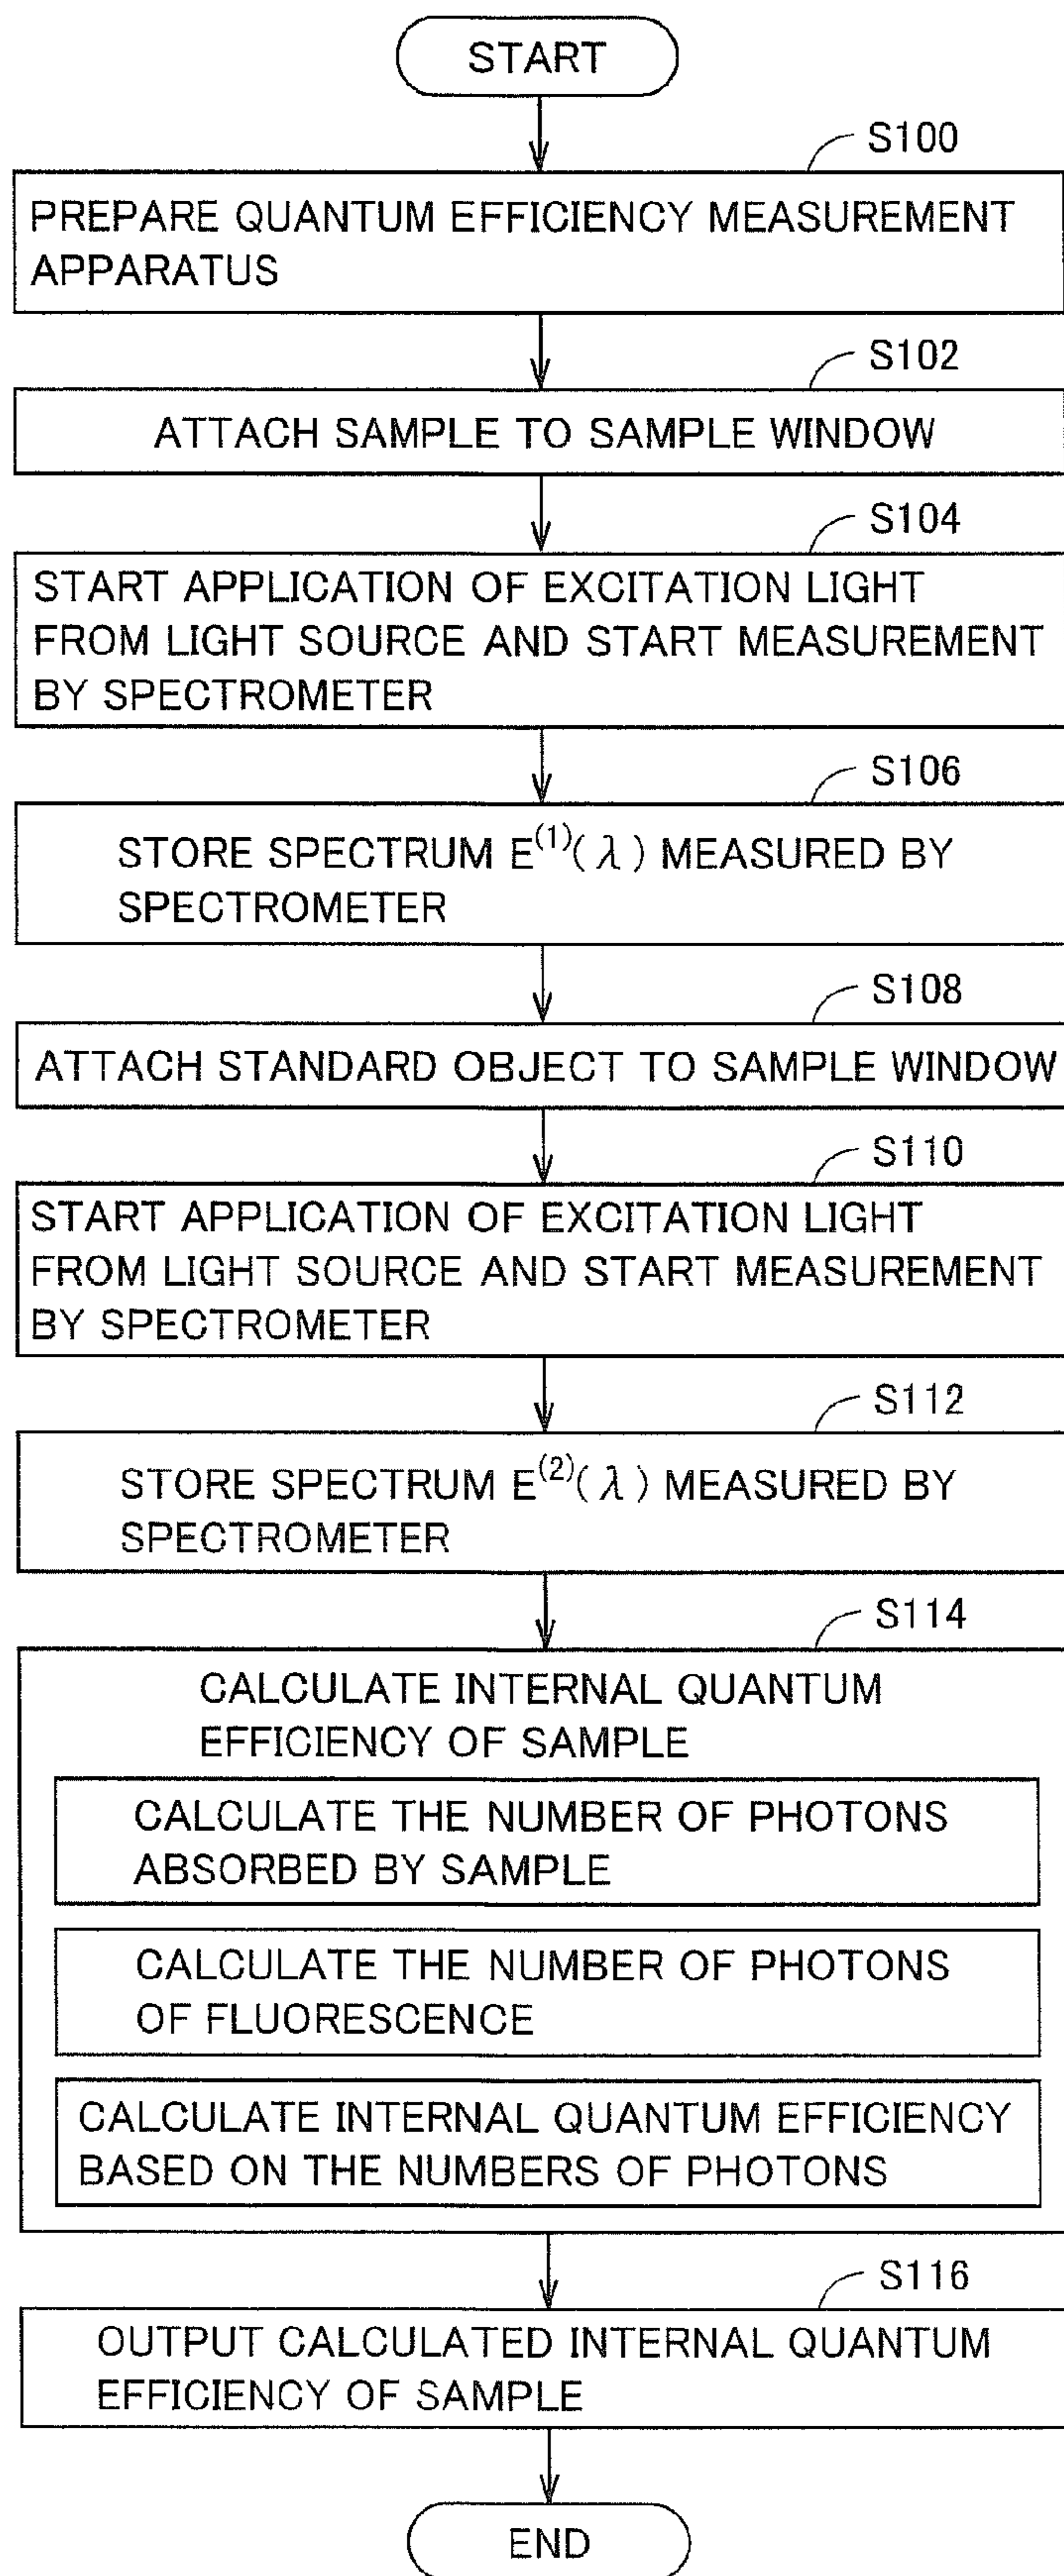 START
S100
PREPARE QUANTUM EFFICIENCY MEASUREMENT
APPARATUS
S102
ATTACH SAMPLE TO SAMPLE WINDOW
S104
START APPLICATION OF EXCITATION LIGHT
FROM LIGHT SOURCE AND START MEASUREMENT
BY SPECTROMETER
S106
STORE SPECTRUM E⁽¹⁾(λ) MEASURED BY
SPECTROMETER
S108
ATTACH STANDARD OBJECT TO SAMPLE WINDOW
S110
START APPLICATION OF EXCITATION LIGHT
FROM LIGHT SOURCE AND START MEASUREMENT
BY SPECTROMETER
S112
STORE SPECTRUM E⁽²⁾(λ) MEASURED BY
SPECTROMETER
S114
CALCULATE INTERNAL QUANTUM
EFFICIENCY OF SAMPLE
CALCULATE THE NUMBER OF PHOTONS
ABSORBED BY SAMPLE
CALCULATE THE NUMBER OF PHOTONS
OF FLUORESCENCE
CALCULATE INTERNAL QUANTUM EFFICIENCY
BASED ON THE NUMBERS OF PHOTONS
S116
OUTPUT CALCULATED INTERNAL QUANTUM
EFFICIENCY OF SAMPLE
END